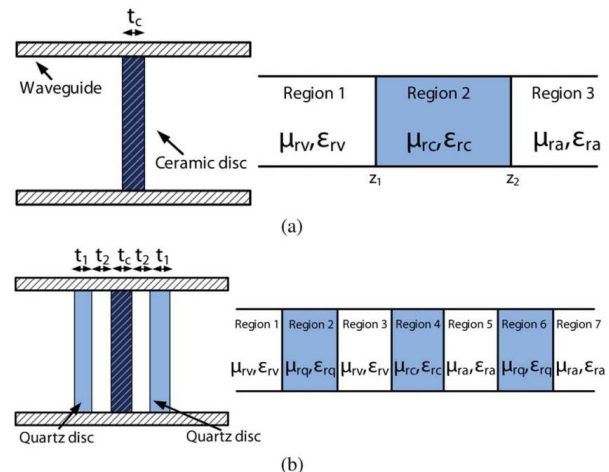 t_c
Waveguide
Ceramic disc
Region 1 Region 2 Region 3
μ_rv,ε_rv μ_rc,ε_rc μ_ra,ε_ra
z_1 z_2
(a)
t_1 t_2 t_c t_2 t_1
Region 1 Region 2 Region 3 Region 4 Region 5 Region 6 Region 7
μ_rv,ε_rv μ_rq,ε_rq μ_rv,ε_rv μ_rc,ε_rc μ_ra,ε_ra μ_rq,ε_rq μ_ra,ε_ra
Quartz disc Quartz disc
(b)